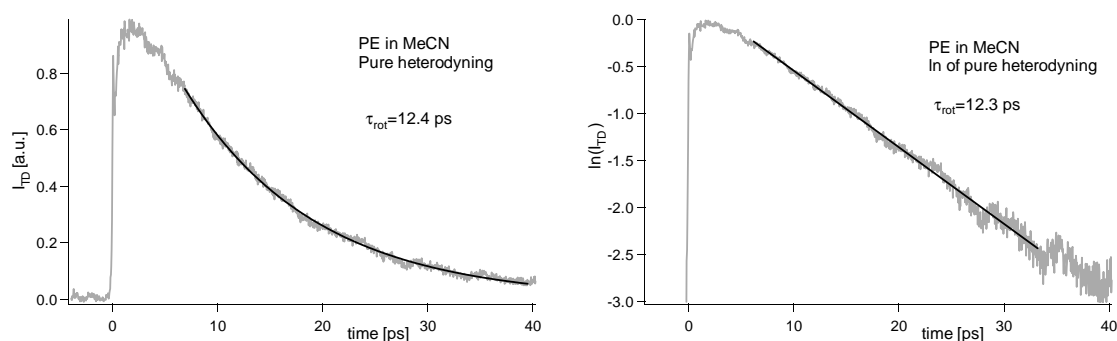 PE in MeCN
Pure heterodyning
τrot=12.4 ps
I_TD [a.u.]
0.8
0.6
0.4
0.2
0.0
0
10
20
30
40
time [ps]
PE in MeCN
ln of pure heterodyning
τrot=12.3 ps
ln(I_TD)
0.0
-0.5
-1.0
-1.5
-2.0
-2.5
-3.0
0
10
20
30
40
time [ps]